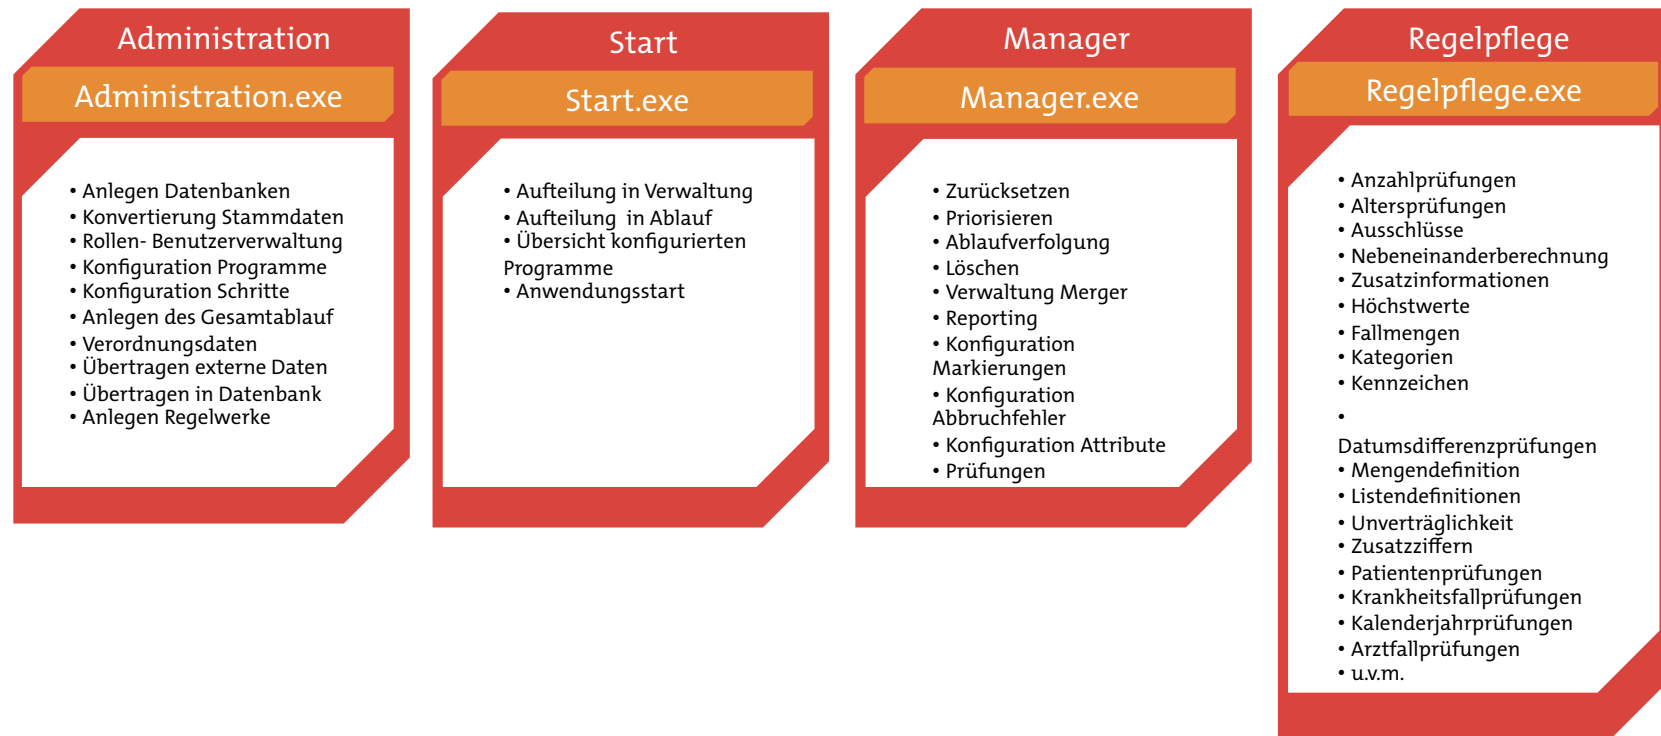 Administration
Administration.exe
• Anlegen Datenbanken
• Konvertierung Stammdaten
• Rollen- Benutzerverwaltung
• Konfiguration Programme
• Konfiguration Schritte
• Anlegen des Gesamtablauf
• Verordnungsdaten
• Übertragen externe Daten
• Übertragen in Datenbank
• Anlegen Regelwerke
Start
Start.exe
• Aufteilung in Verwaltung
• Aufteilung  in Ablauf
• Übersicht konfigurierten
Programme
• Anwendungsstart
Manager
Manager.exe
• Zurücksetzen
• Priorisieren
• Ablaufverfolgung
• Löschen
• Verwaltung Merger
• Reporting
• Konfiguration
Markierungen
• Konfiguration
Abbruchfehler
• Konfiguration Attribute
• Prüfungen
Regelpflege
Regelpflege.exe
• Anzahlprüfungen
• Altersprüfungen
• Ausschlüsse
• Nebeneinanderberechnung
• Zusatzinformationen
• Höchstwerte
• Fallmengen
• Kategorien
• Kennzeichen
•
Datumsdifferenzprüfungen
• Mengendefinition
• Listendefinitionen
• Unverträglichkeit
• Zusatzziffern
• Patientenprüfungen
• Krankheitsfallprüfungen
• Kalenderjahrprüfungen
• Arztfallprüfungen
• u.v.m.